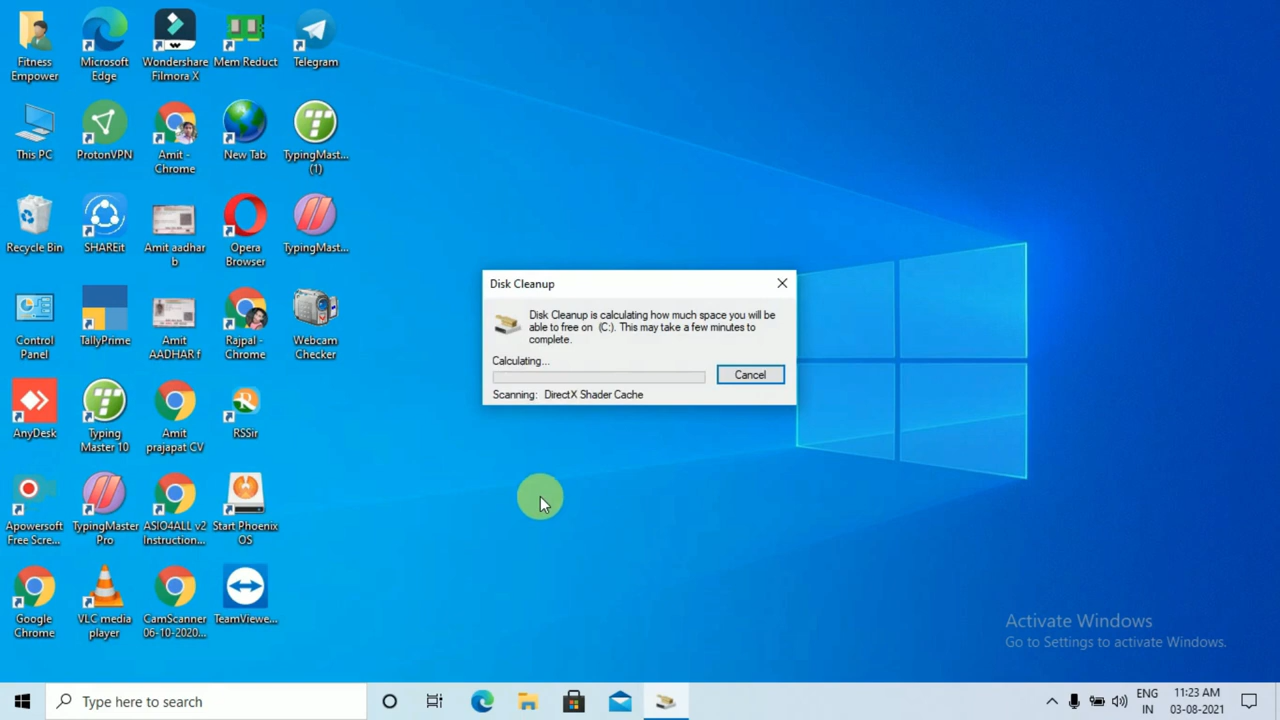 Fitness
Empower
Microsoft
Edge
Wondershare
Filmora X
Mem Reduct
Telegram
This PC
ProtonVPN
Amit -
Chrome
New Tab
TypingMast...
(1)
Recycle Bin
SHAREit
Amit aadhar
b
Opera
Browser
TypingMast...
Control
Panel
TallyPrime
Amit
AADHAR f
Rajpal -
Chrome
Webcam
Checker
AnyDesk
Typing
Master 10
Amit
prajapat CV
RSSir
Apowersoft
Free Scre...
TypingMaster
Pro
ASIO4ALL v2
Instruction...
Start Phoenix
OS
Google
Chrome
VLC media
player
CamScanner
06-10-2020...
TeamViewe...
Disk Cleanup
Disk Cleanup is calculating how much space you will be
able to free on (C:). This may take a few minutes to
complete.
Calculating...
Cancel
Scanning: DirectX Shader Cache
Activate Windows
Go to Settings to activate Windows.
Type here to search
ENG
IN
11:23 AM
03-08-2021